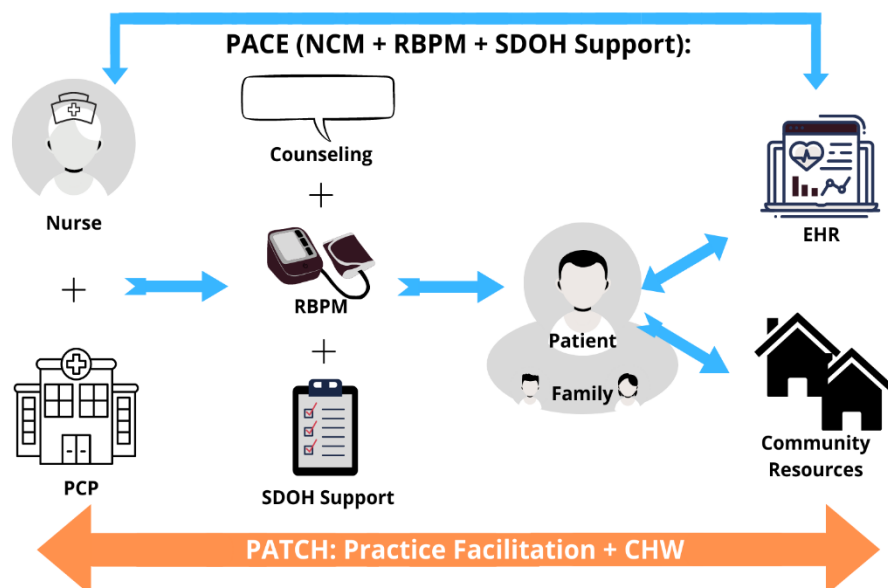 PACE (NCM + RBPM + SDOH Support):
Nurse
+
PCP
Counseling
+
RBPM
+
SDOH Support
Patient
Family
EHR
Community
Resources
PATCH: Practice Facilitation + CHW